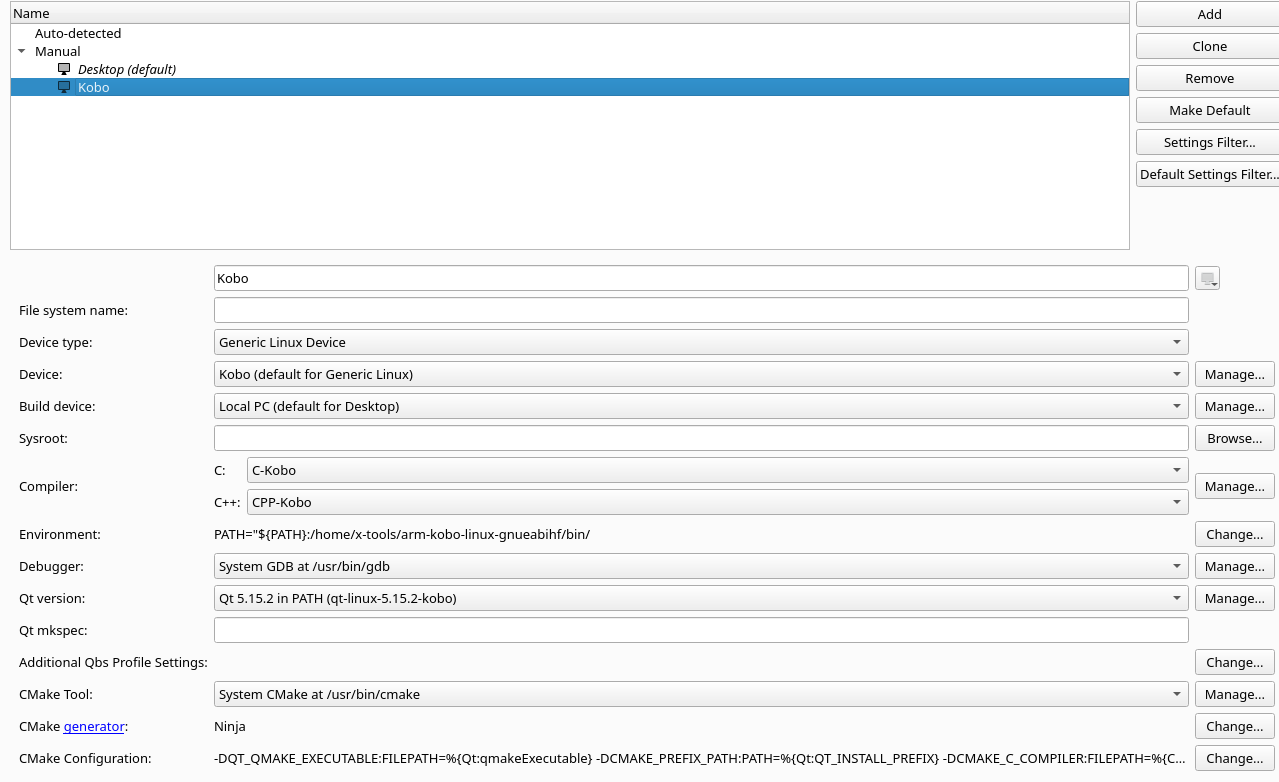 Name
Add
Auto-detected
Clone
Manual
Desktop (default)
Remove
Kobo
Make Default
Settings Filter...
Default Settings Filter...
Kobo
File system name:
Device type: Generic Linux Device
Device: Kobo (default for Generic Linux) Manage...
Build device: Local PC (default for Desktop) Manage...
Sysroot: Browse...
Compiler: C: C-Kobo
C++: CPP-Kobo Manage...
Environment: PATH="${PATH}:/home/x-tools/arm-kobo-linux-gnueabihf/bin/ Change...
Debugger: System GDB at /usr/bin/gdb Manage...
Qt version: Qt 5.15.2 in PATH (qt-linux-5.15.2-kobo) Manage...
Qt mkspec:
Additional Qbs Profile Settings: Change...
CMake Tool: System CMake at /usr/bin/cmake Manage...
CMake generator: Ninja Change...
CMake Configuration: -DQT_QMAKE_EXECUTABLE:FILEPATH=%{Qt:qmakeExecutable} -DCMAKE_PREFIX_PATH:PATH=%{Qt:QT_INSTALL_PREFIX} -DCMAKE_C_COMPILER:FILEPATH=%{C... Change...